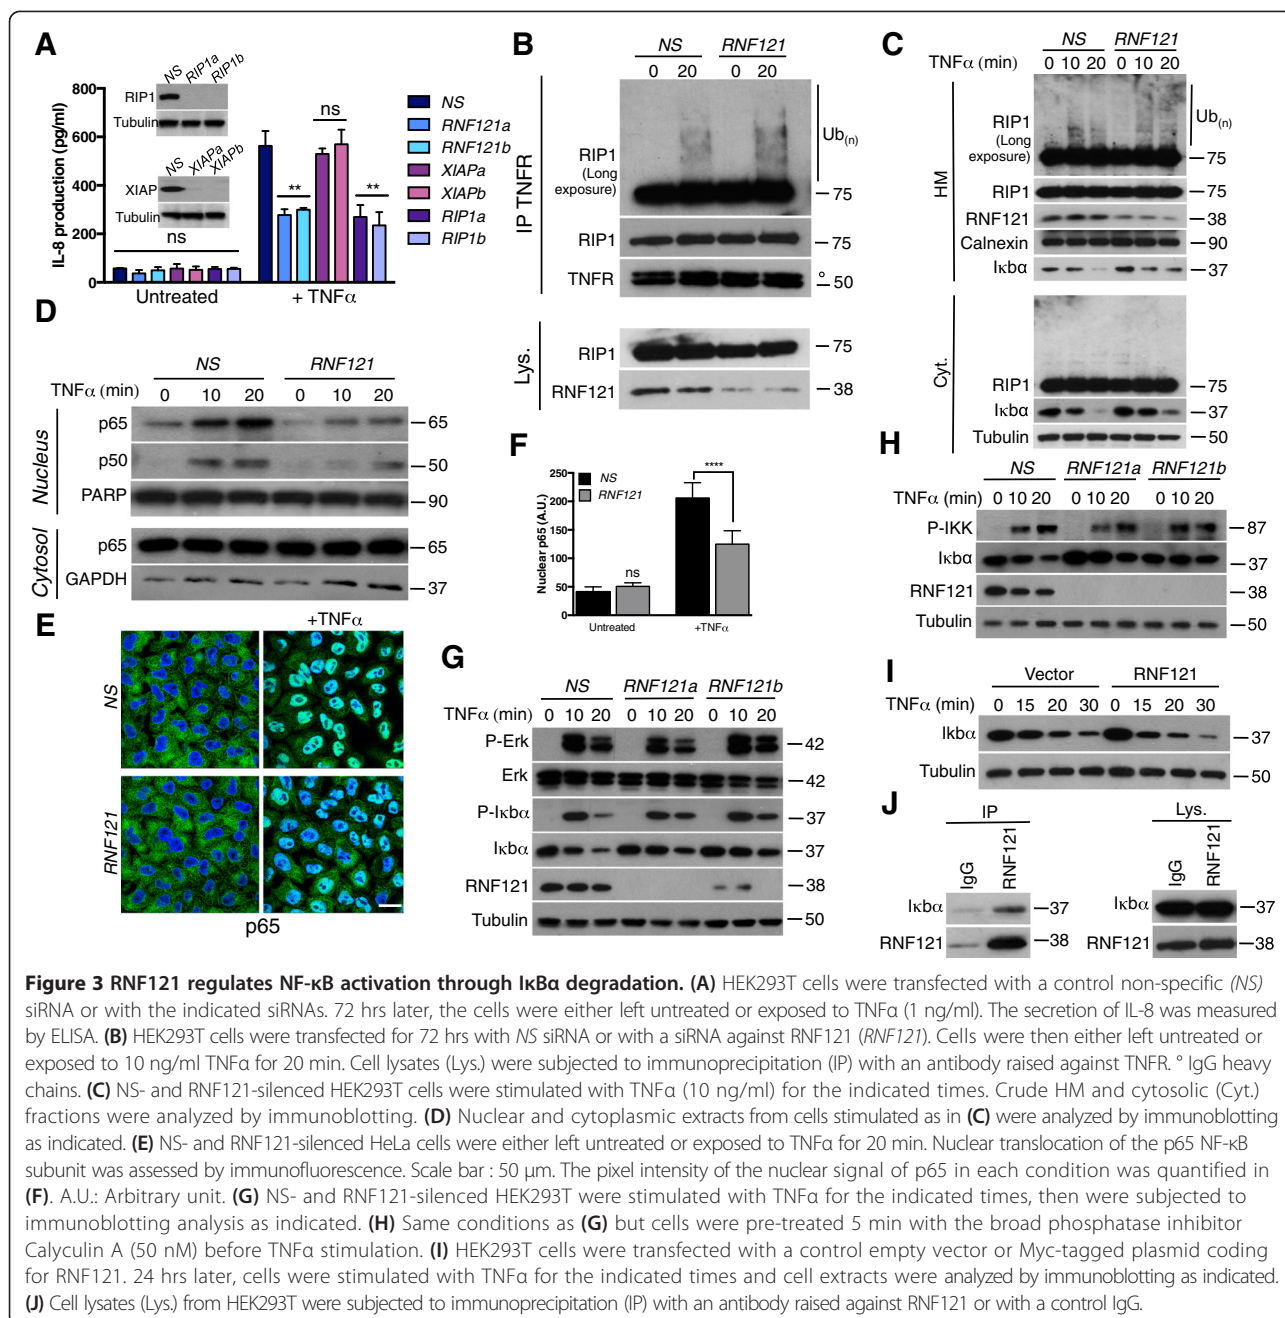 A
IL-8 production (pg/ml)
800
600
400
200
0
NS
RIP1a
RIP1b
RIP1
Tubulin
NS
XIAPa
XIAPb
XIAP
Tubulin
ns
ns
**
**
Untreated
+ TNFα
NS
RNF121a
RNF121b
XIAPa
XIAPb
RIP1a
RIP1b
B
NS RNF121
0 20 0 20
IP TNFR
RIP1
(Long
exposure)
Ub(n)
75
RIP1
75
TNFR
°
50
Lys.
RIP1
75
RNF121
38
C
NS RNF121
TNFα (min) 0 10 20 0 10 20
HM
RIP1
(Long
exposure)
Ub(n)
75
RIP1
75
RNF121
38
Calnexin
90
Iκbα
37
Cyt.
RIP1
75
Iκbα
37
Tubulin
50
D
NS RNF121
TNFα (min) 0 10 20 0 10 20
Nucleus
p65
65
p50
50
PARP
90
Cytosol
p65
65
GAPDH
37
E
+TNFα
NS
RNF121
p65
F
Nuclear p65 (A.U.)
250
200
150
100
50
0
NS
RNF121
ns
****
Untreated
+TNFα
G
NS RNF121a RNF121b
TNFα (min) 0 10 20 0 10 20 0 10 20
P-Erk
42
Erk
42
P-Iκbα
37
Iκbα
37
RNF121
38
Tubulin
50
H
NS RNF121a RNF121b
TNFα (min) 0 10 20 0 10 20 0 10 20
P-IKK
87
Iκbα
37
RNF121
38
Tubulin
50
I
Vector RNF121
TNFα (min) 0 15 20 30 0 15 20 30
Ikbα
37
Tubulin
50
J
IP
IgG
RNF121
Iκbα
37
RNF121
38
Lys.
IgG
RNF121
Iκbα
37
RNF121
38
Figure 3 RNF121 regulates NF-κB activation through IκBα degradation. (A) HEK293T cells were transfected with a control non-specific (NS)
siRNA or with the indicated siRNAs. 72 hrs later, the cells were either left untreated or exposed to TNFα (1 ng/ml). The secretion of IL-8 was measured
by ELISA. (B) HEK293T cells were transfected for 72 hrs with NS siRNA or with a siRNA against RNF121 (RNF121). Cells were then either left untreated or
exposed to 10 ng/ml TNFα for 20 min. Cell lysates (Lys.) were subjected to immunoprecipitation (IP) with an antibody raised against TNFR. ° IgG heavy
chains. (C) NS- and RNF121-silenced HEK293T cells were stimulated with TNFα (10 ng/ml) for the indicated times. Crude HM and cytosolic (Cyt.)
fractions were analyzed by immunoblotting. (D) Nuclear and cytoplasmic extracts from cells stimulated as in (C) were analyzed by immunoblotting
as indicated. (E) NS- and RNF121-silenced HeLa cells were either left untreated or exposed to TNFα for 20 min. Nuclear translocation of the p65 NF-κB
subunit was assessed by immunofluorescence. Scale bar : 50 μm. The pixel intensity of the nuclear signal of p65 in each condition was quantified in
(F). A.U.: Arbitrary unit. (G) NS- and RNF121-silenced HEK293T were stimulated with TNFα for the indicated times, then were subjected to
immunoblotting analysis as indicated. (H) Same conditions as (G) but cells were pre-treated 5 min with the broad phosphatase inhibitor
Calyculin A (50 nM) before TNFα stimulation. (I) HEK293T cells were transfected with a control empty vector or Myc-tagged plasmid coding
for RNF121. 24 hrs later, cells were stimulated with TNFα for the indicated times and cell extracts were analyzed by immunoblotting as indicated.
(J) Cell lysates (Lys.) from HEK293T were subjected to immunoprecipitation (IP) with an antibody raised against RNF121 or with a control IgG.